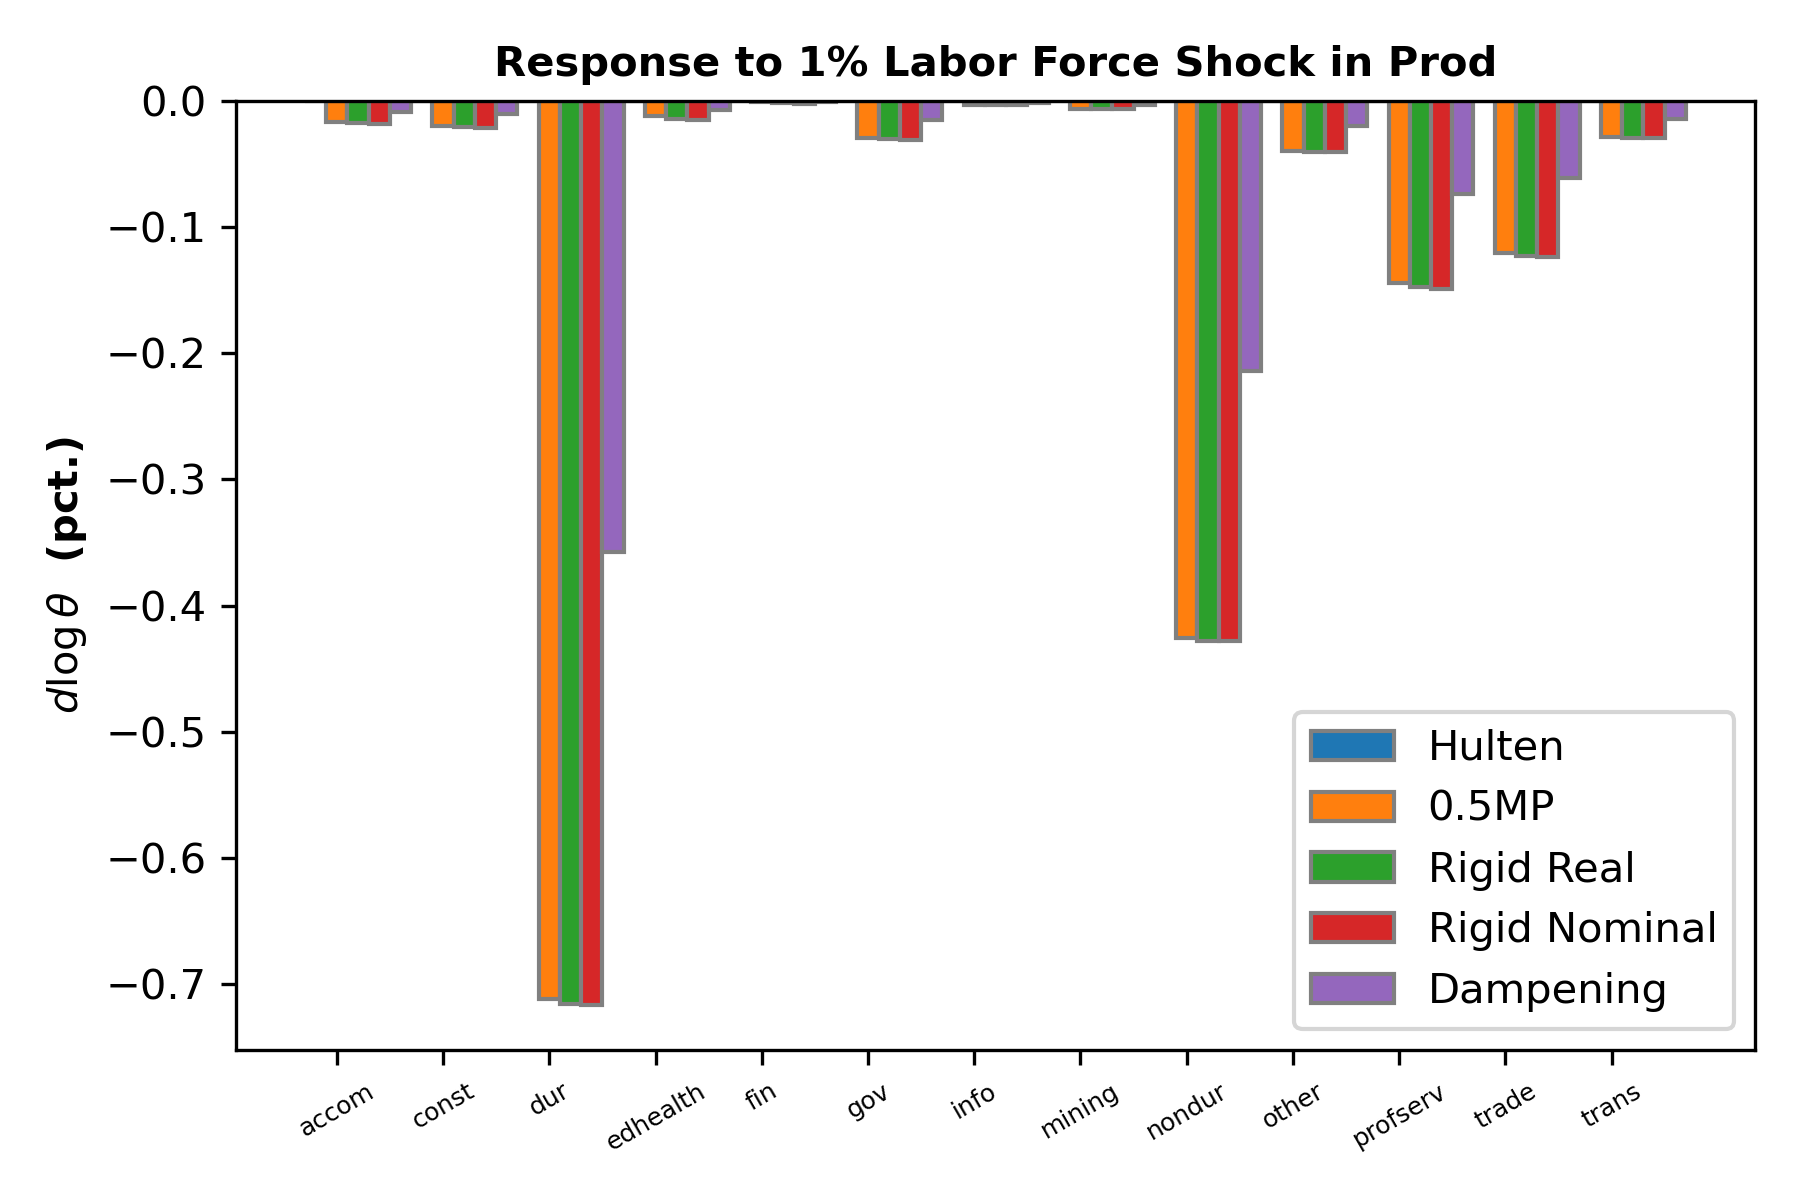 Response to 1% Labor Force Shock in Prod
dlog θ (pct.)
0.0
−0.1
−0.2
−0.3
−0.4
−0.5
−0.6
−0.7
Hulten
0.5MP
Rigid Real
Rigid Nominal
Dampening
accom const dur edhealth fin gov info mining nondur other profserv trade trans